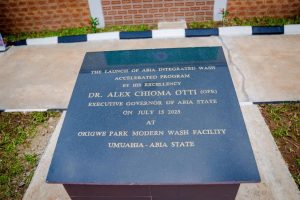 THE LAUNCH OF ABIA INTEGRATED WASH
ACCELERATED PROGRAM
BY HIS EXCELLENCY
DR. ALEX CHIOMA OTTI (OFR)
EXECUTIVE GOVERNOR OF ABIA STATE
ON JULY 15 2025
AT
OKIGWE PARK MODERN WASH FACILITY
UMUAHIA - ABIA STATE